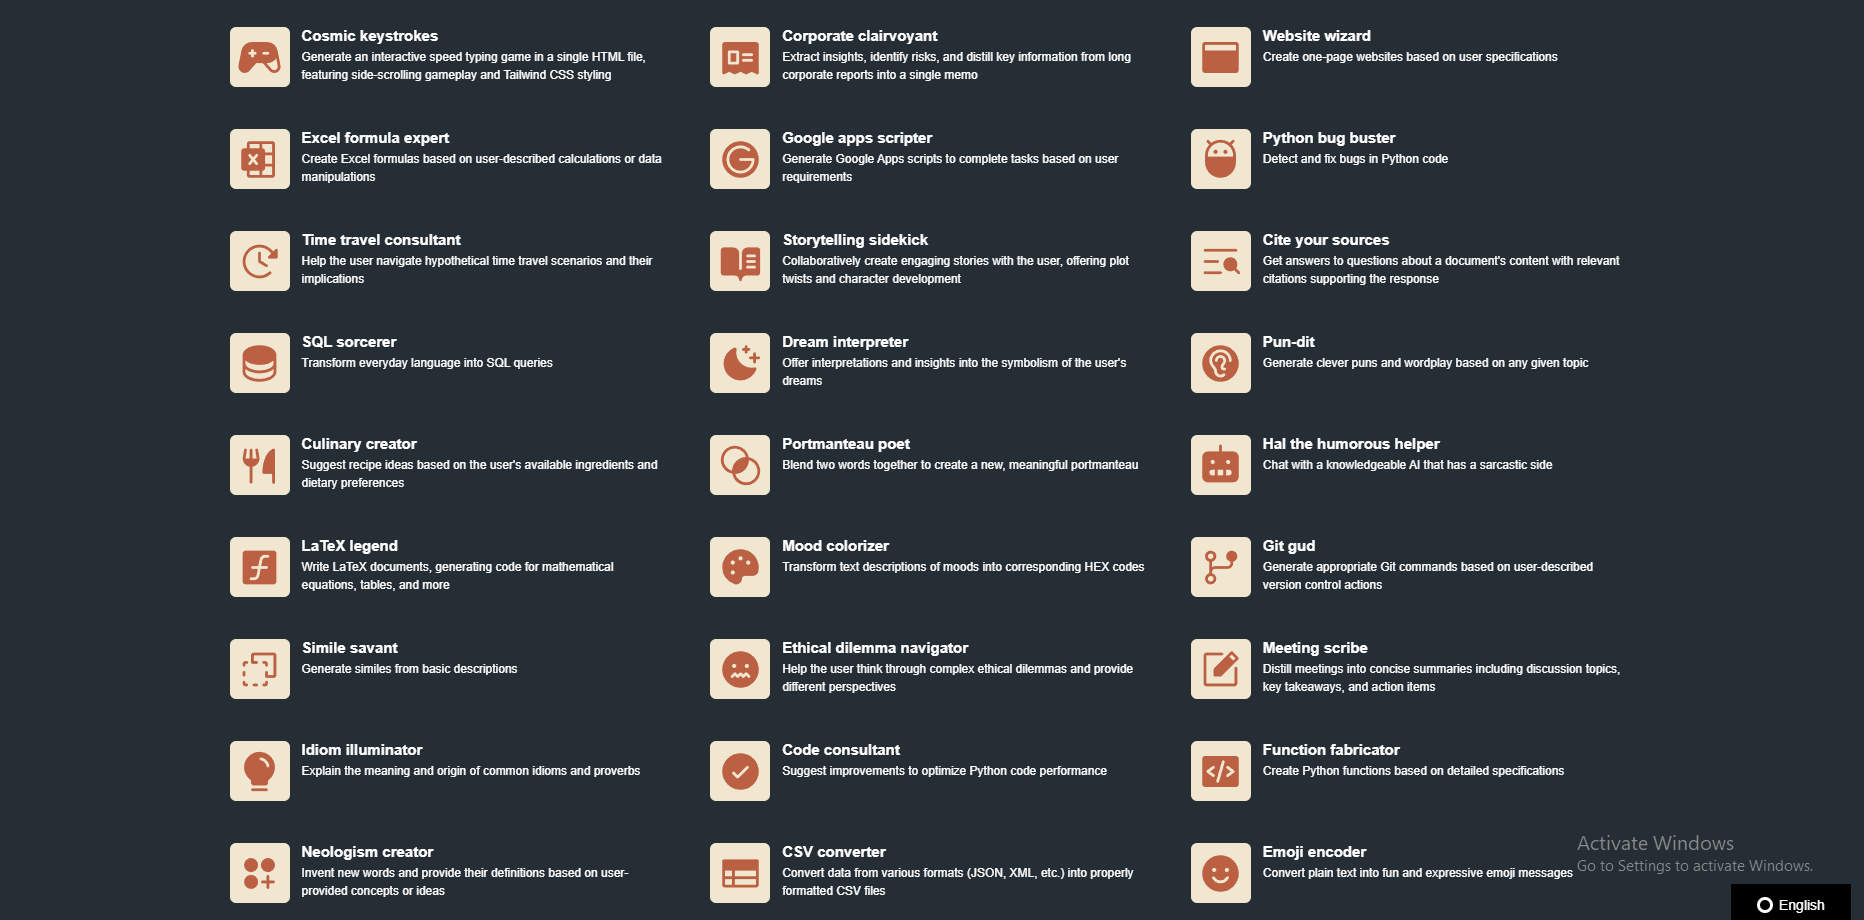 Cosmic keystrokes
Generate an interactive speed typing game in a single HTML file,
featuring side-scrolling gameplay and Tailwind CSS styling
Corporate clairvoyant
Extract insights, identify risks, and distill key information from long
corporate reports into a single memo
Website wizard
Create one-page websites based on user specifications
Excel formula expert
Create Excel formulas based on user-described calculations or data
manipulations
Google apps scripter
Generate Google Apps scripts to complete tasks based on user
requirements
Python bug buster
Detect and fix bugs in Python code
Time travel consultant
Help the user navigate hypothetical time travel scenarios and their
implications
Storytelling sidekick
Collaboratively create engaging stories with the user, offering plot
twists and character development
Cite your sources
Get answers to questions about a document's content with relevant
citations supporting the response
SQL sorcerer
Transform everyday language into SQL queries
Dream interpreter
Offer interpretations and insights into the symbolism of the user's
dreams
Pun-dit
Generate clever puns and wordplay based on any given topic
Culinary creator
Suggest recipe ideas based on the user's available ingredients and
dietary preferences
Portmanteau poet
Blend two words together to create a new, meaningful portmanteau
Hal the humorous helper
Chat with a knowledgeable AI that has a sarcastic side
LaTeX legend
Write LaTeX documents, generating code for mathematical
equations, tables, and more
Mood colorizer
Transform text descriptions of moods into corresponding HEX codes
Git gud
Generate appropriate Git commands based on user-described
version control actions
Simile savant
Generate similes from basic descriptions
Ethical dilemma navigator
Help the user think through complex ethical dilemmas and provide
different perspectives
Meeting scribe
Distill meetings into concise summaries including discussion topics,
key takeaways, and action items
Idiom illuminator
Explain the meaning and origin of common idioms and proverbs
Code consultant
Suggest improvements to optimize Python code performance
Function fabricator
Create Python functions based on detailed specifications
Neologism creator
Invent new words and provide their definitions based on user-
provided concepts or ideas
CSV converter
Convert data from various formats (JSON, XML, etc.) into properly
formatted CSV files
Emoji encoder
Convert plain text into fun and expressive emoji messages
Activate Windows
Go to Settings to activate Windows.
English